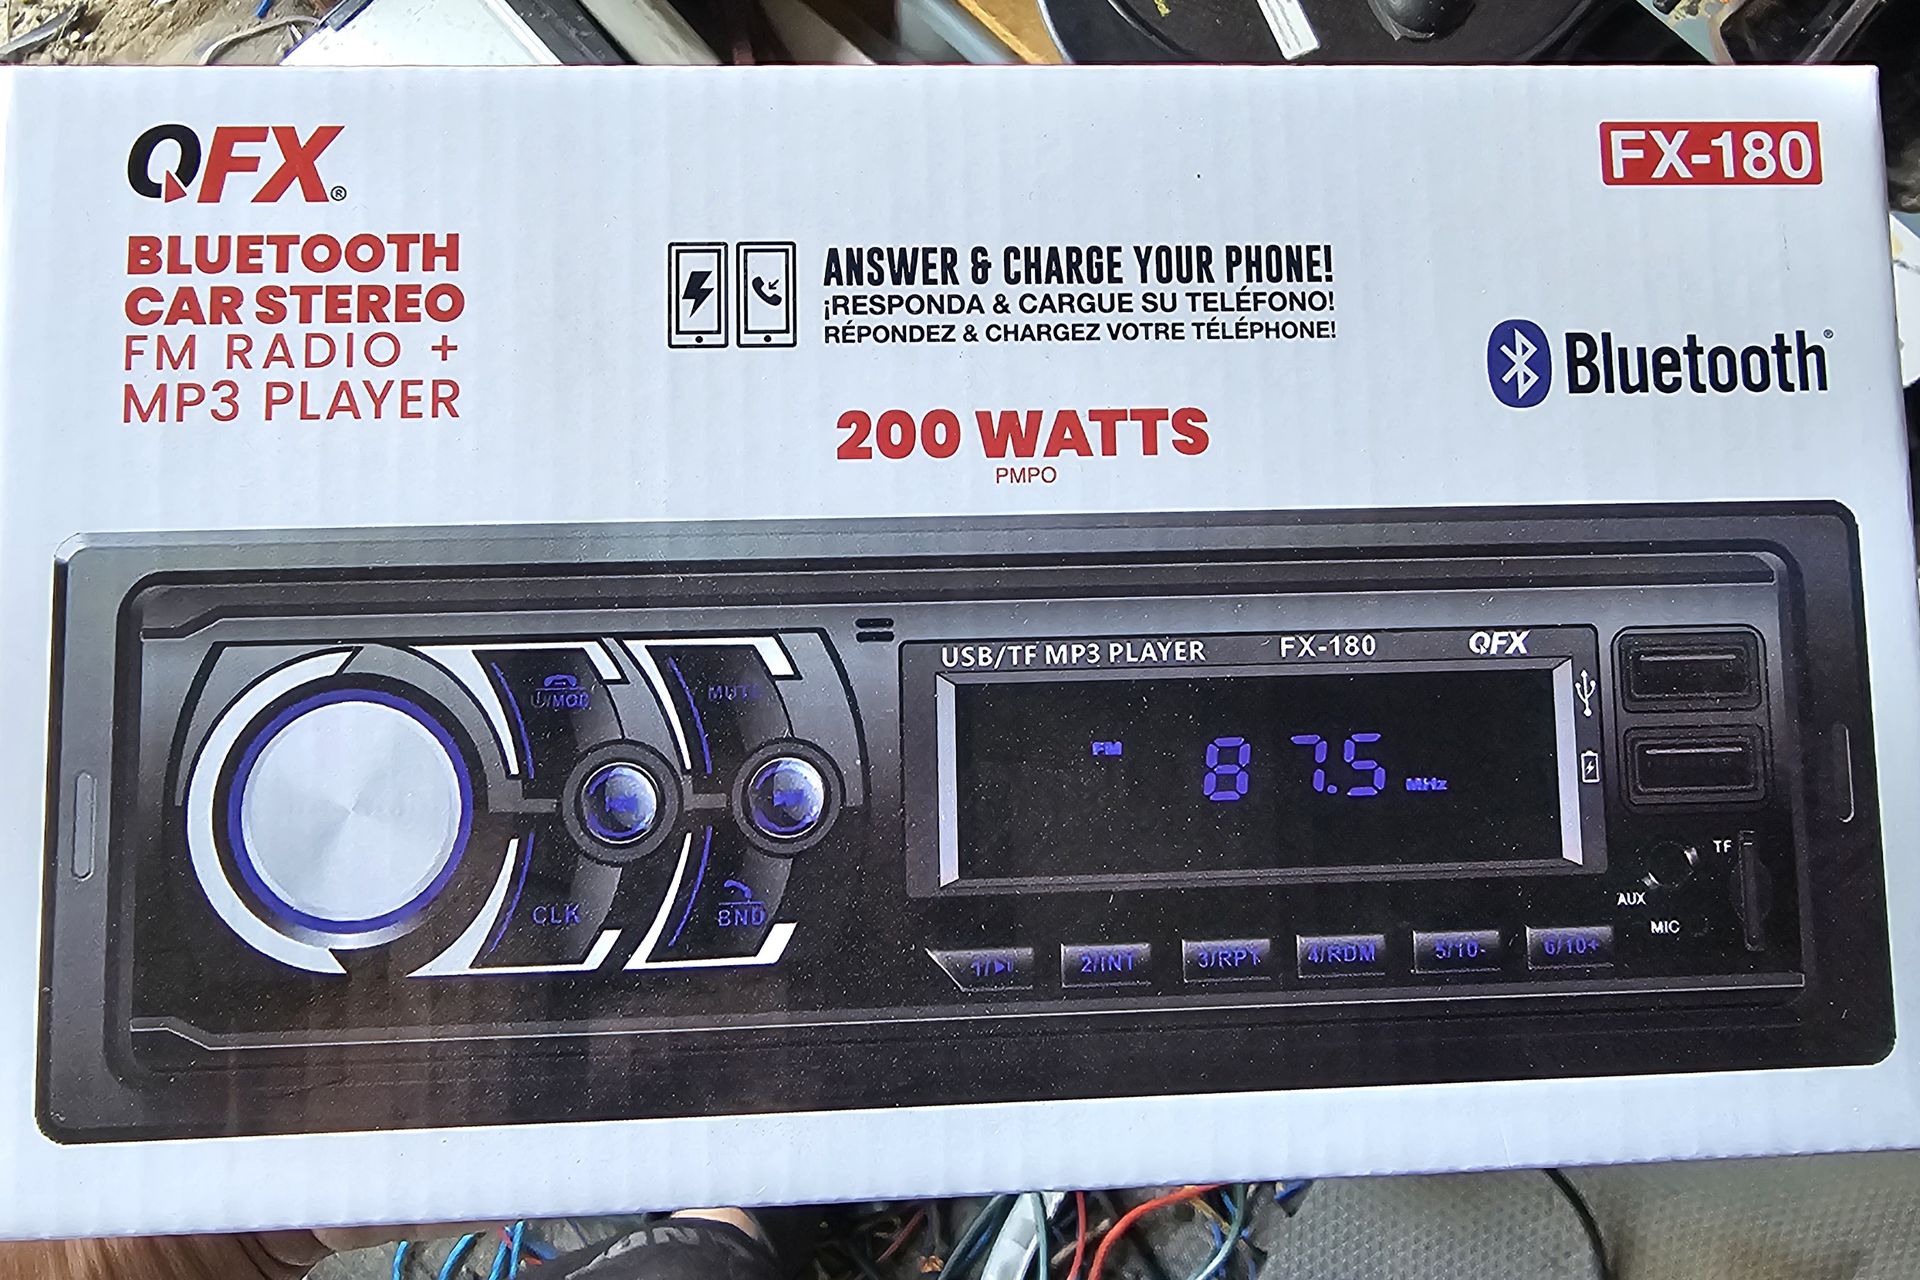 QFX®
FX-180
BLUETOOTH
CAR STEREO
FM RADIO +
MP3 PLAYER
ANSWER & CHARGE YOUR PHONE!
¡RESPONDA & CARGUE SU TELÉFONO!
RÉPONDEZ & CHARGEZ VOTRE TÉLÉPHONE!
Bluetooth®
200 WATTS
PMPO
USB/TF MP3 PLAYER FX-180 QFX
MUTE
FM 87.5 MHz
TF
AUX
MIC
CLK
BND
1/⏯ 2/INT 3/RPT 4/RDM 5/10- 6/10+